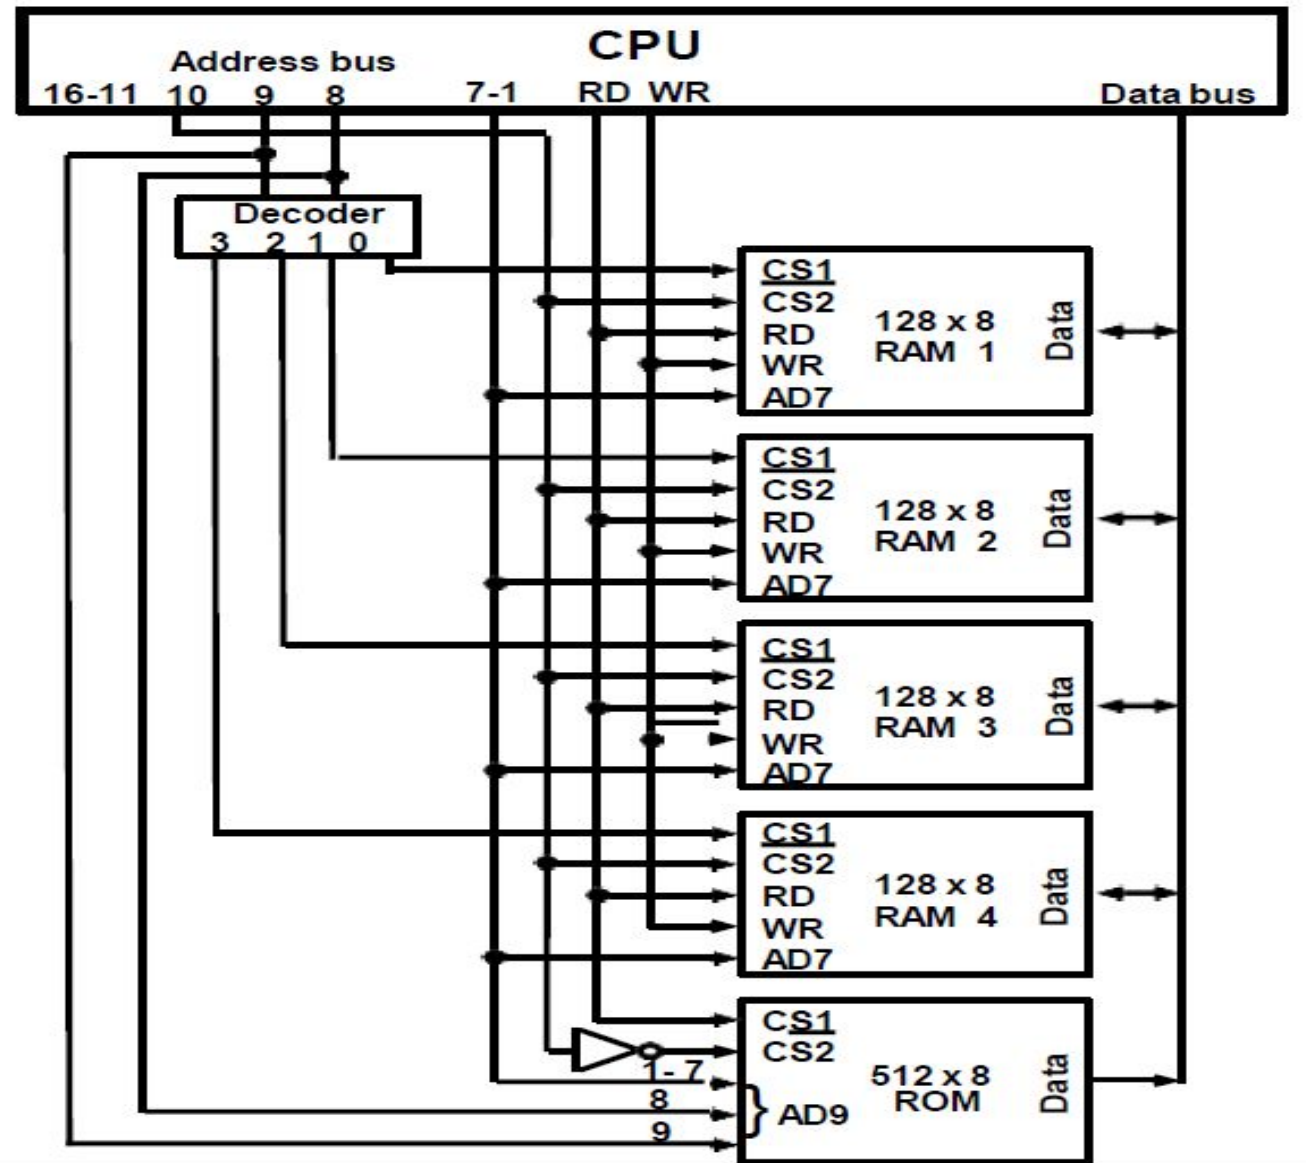 CPU
Address bus
16-11 10 9 8 7-1 RD WR Data bus
Decoder
3 2 1 0
CS1
CS2
RD
WR
AD7
128 x 8
RAM 1
Data
CS1
CS2
RD
WR
AD7
128 x 8
RAM 2
Data
CS1
CS2
RD
WR
AD7
128 x 8
RAM 3
Data
CS1
CS2
RD
WR
AD7
128 x 8
RAM 4
Data
CS1
CS2
1- 7
8
9
} AD9
512 x 8
ROM
Data